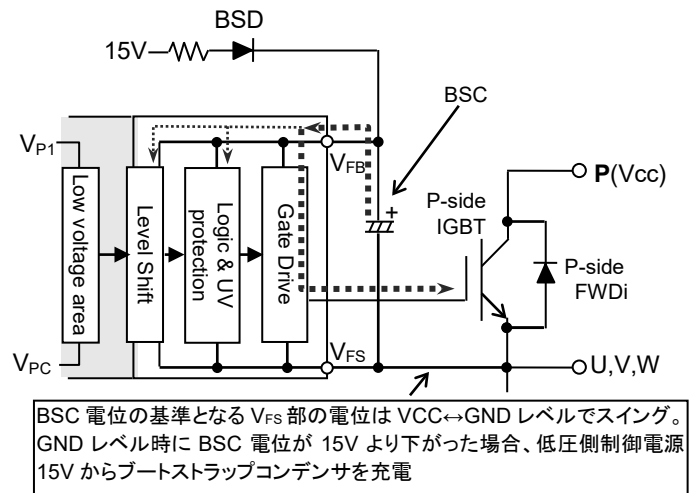 BSD
15V
BSC
VP1
VFB
P(Vcc)
P-side
IGBT
Low voltage area
Level Shift
Logic & UV
protection
Gate Drive
P-side
FWDi
VPC
VFS
U,V,W
BSC 電位の基準となる VFS 部の電位は VCC↔GND レベルでスイング。
GND レベル時に BSC 電位が 15V より下がった場合、低圧側制御電源
15V からブートストラップコンデンサを充電